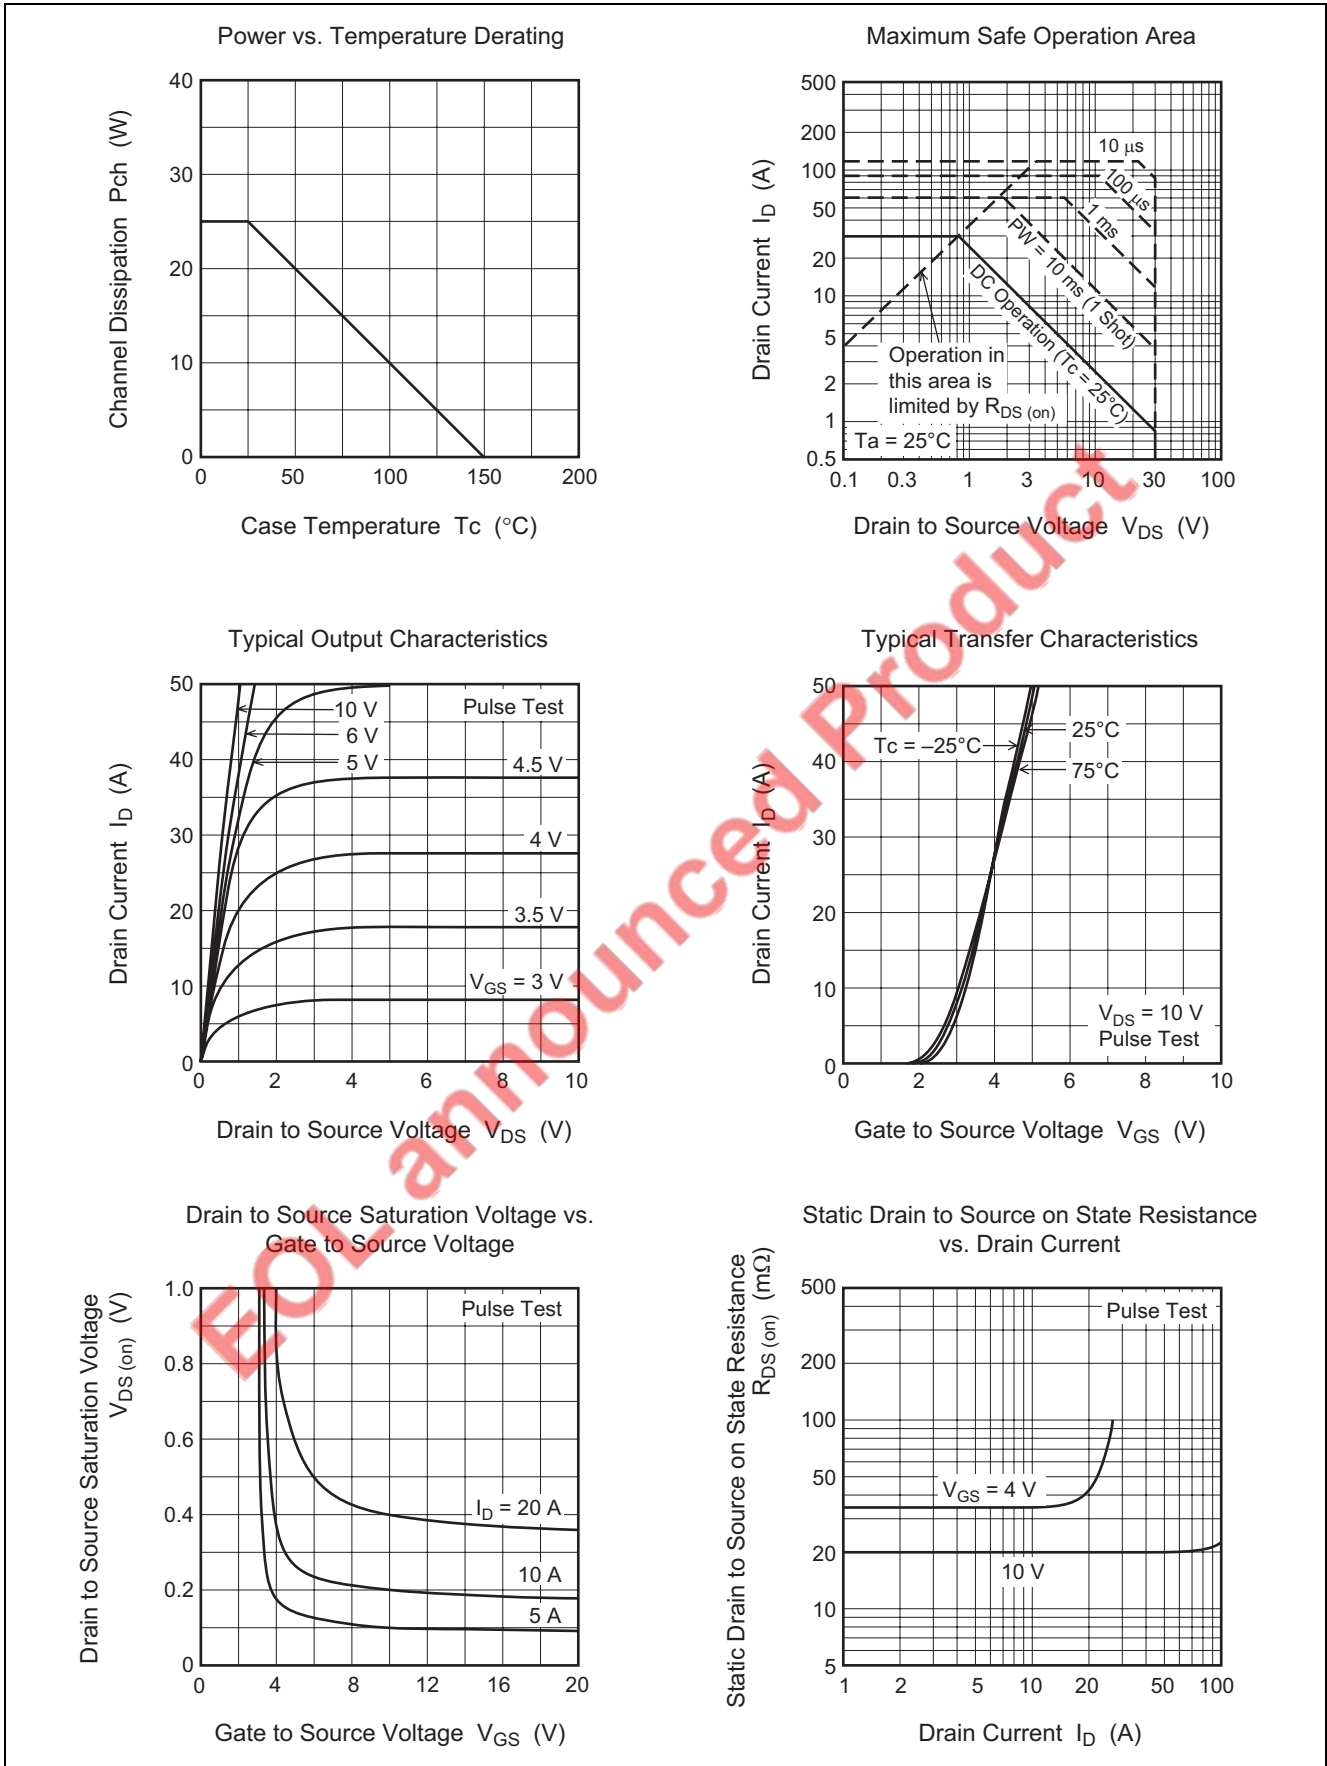 Power vs. Temperature Derating
Channel Dissipation Pch (W)
40
30
20
10
0
0 50 100 150 200
Case Temperature Tc (°C)
Maximum Safe Operation Area
Drain Current ID (A)
500
200
100
50
20
10
5
2
1
0.5
10 μs
100 μs
1 ms
PW = 10 ms (1 Shot)
DC Operation (Tc = 25°C)
Operation in
this area is
limited by RDS (on)
Ta = 25°C
0.1 0.3 1 3 10 30 100
Drain to Source Voltage VDS (V)
Typical Output Characteristics
Drain Current ID (A)
50
40
30
20
10
0
10 V
6 V
5 V
Pulse Test
4.5 V
4 V
3.5 V
VGS = 3 V
0 2 4 6 8 10
Drain to Source Voltage VDS (V)
Typical Transfer Characteristics
Drain Current ID (A)
50
40
30
20
10
0
Tc = –25°C
25°C
75°C
VDS = 10 V
Pulse Test
0 2 4 6 8 10
Gate to Source Voltage VGS (V)
Drain to Source Saturation Voltage vs.
Gate to Source Voltage
Drain to Source Saturation Voltage
VDS (on) (V)
1.0
0.8
0.6
0.4
0.2
0
Pulse Test
ID = 20 A
10 A
5 A
0 4 8 12 16 20
Gate to Source Voltage VGS (V)
Static Drain to Source on State Resistance
vs. Drain Current
Static Drain to Source on State Resistance
RDS (on) (mΩ)
500
200
100
50
20
10
5
Pulse Test
VGS = 4 V
10 V
1 2 5 10 20 50 100
Drain Current ID (A)
EOL announced Product